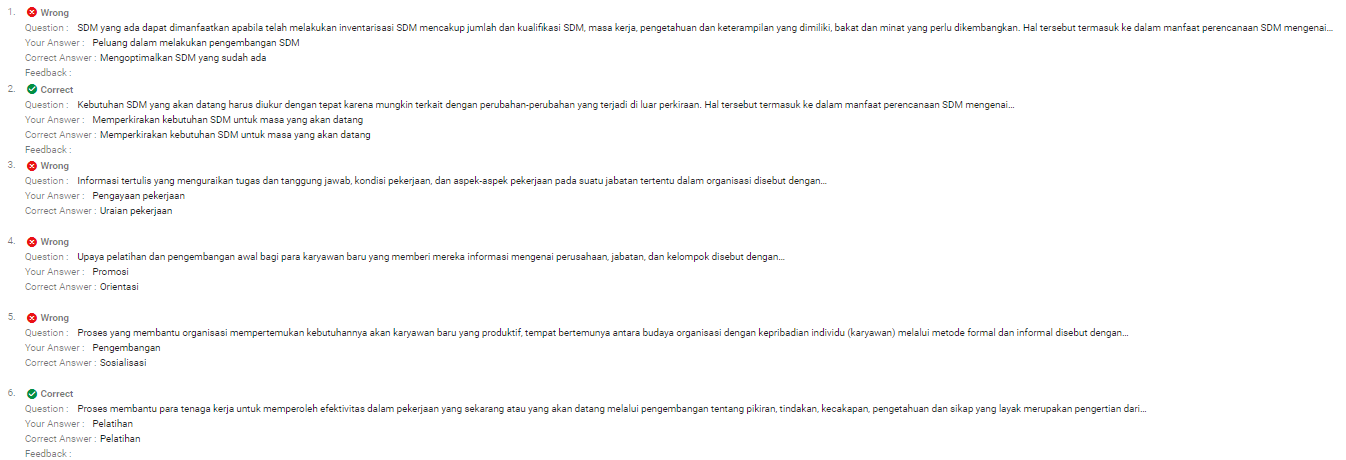 1. Wrong
Question : SDM yang ada dapat dimanfaatkan apabila telah melakukan inventarisasi SDM mencakup jumlah dan kualifikasi SDM, masa kerja, pengetahuan dan keterampilan yang dimiliki, bakat dan minat yang perlu dikembangkan. Hal tersebut termasuk ke dalam manfaat perencanaan SDM mengenai...
Your Answer : Peluang dalam melakukan pengembangan SDM
Correct Answer : Mengoptimalkan SDM yang sudah ada
Feedback :
2. Correct
Question : Kebutuhan SDM yang akan datang harus diukur dengan tepat karena mungkin terkait dengan perubahan-perubahan yang terjadi di luar perkiraan. Hal tersebut termasuk ke dalam manfaat perencanaan SDM mengenai...
Your Answer : Memperkirakan kebutuhan SDM untuk masa yang akan datang
Correct Answer : Memperkirakan kebutuhan SDM untuk masa yang akan datang
Feedback :
3. Wrong
Question : Informasi tertulis yang menguraikan tugas dan tanggung jawab, kondisi pekerjaan, dan aspek-aspek pekerjaan pada suatu jabatan tertentu dalam organisasi disebut dengan...
Your Answer : Pengayaan pekerjaan
Correct Answer : Uraian pekerjaan
4. Wrong
Question : Upaya pelatihan dan pengembangan awal bagi para karyawan baru yang memberi mereka informasi mengenai perusahaan, jabatan, dan kelompok disebut dengan...
Your Answer : Promosi
Correct Answer : Orientasi
5. Wrong
Question : Proses yang membantu organisasi mempertemukan kebutuhannya akan karyawan baru yang produktif, tempat bertemunya antara budaya organisasi dengan kepribadian individu (karyawan) melalui metode formal dan informal disebut dengan...
Your Answer : Pengembangan
Correct Answer : Sosialisasi
6. Correct
Question : Proses membantu para tenaga kerja untuk memperoleh efektivitas dalam pekerjaan yang sekarang atau yang akan datang melalui pengembangan tentang pikiran, tindakan, kecakapan, pengetahuan dan sikap yang layak merupakan pengertian dari...
Your Answer : Pelatihan
Correct Answer : Pelatihan
Feedback :